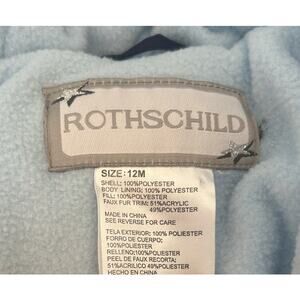 ROTHSCHILD
SIZE: 12M
SHELL: 100%POLYESTER
BODY LINING: 100% POLYESTER
FILL: 100%POLYESTER
FAUX FUR TRIM: 51%ACRYLIC
49%POLYESTER
MADE IN CHINA
SEE REVERSE FOR CARE
TELA EXTERIOR: 100% POLIESTER
FORRO DE CUERPO:
100%POLIESTER
RELLENO:100%POLIESTER
PIEL DE FAUX RECORTA:
51%ACRILICO 49%POLIESTER
HECHO EN CHINA